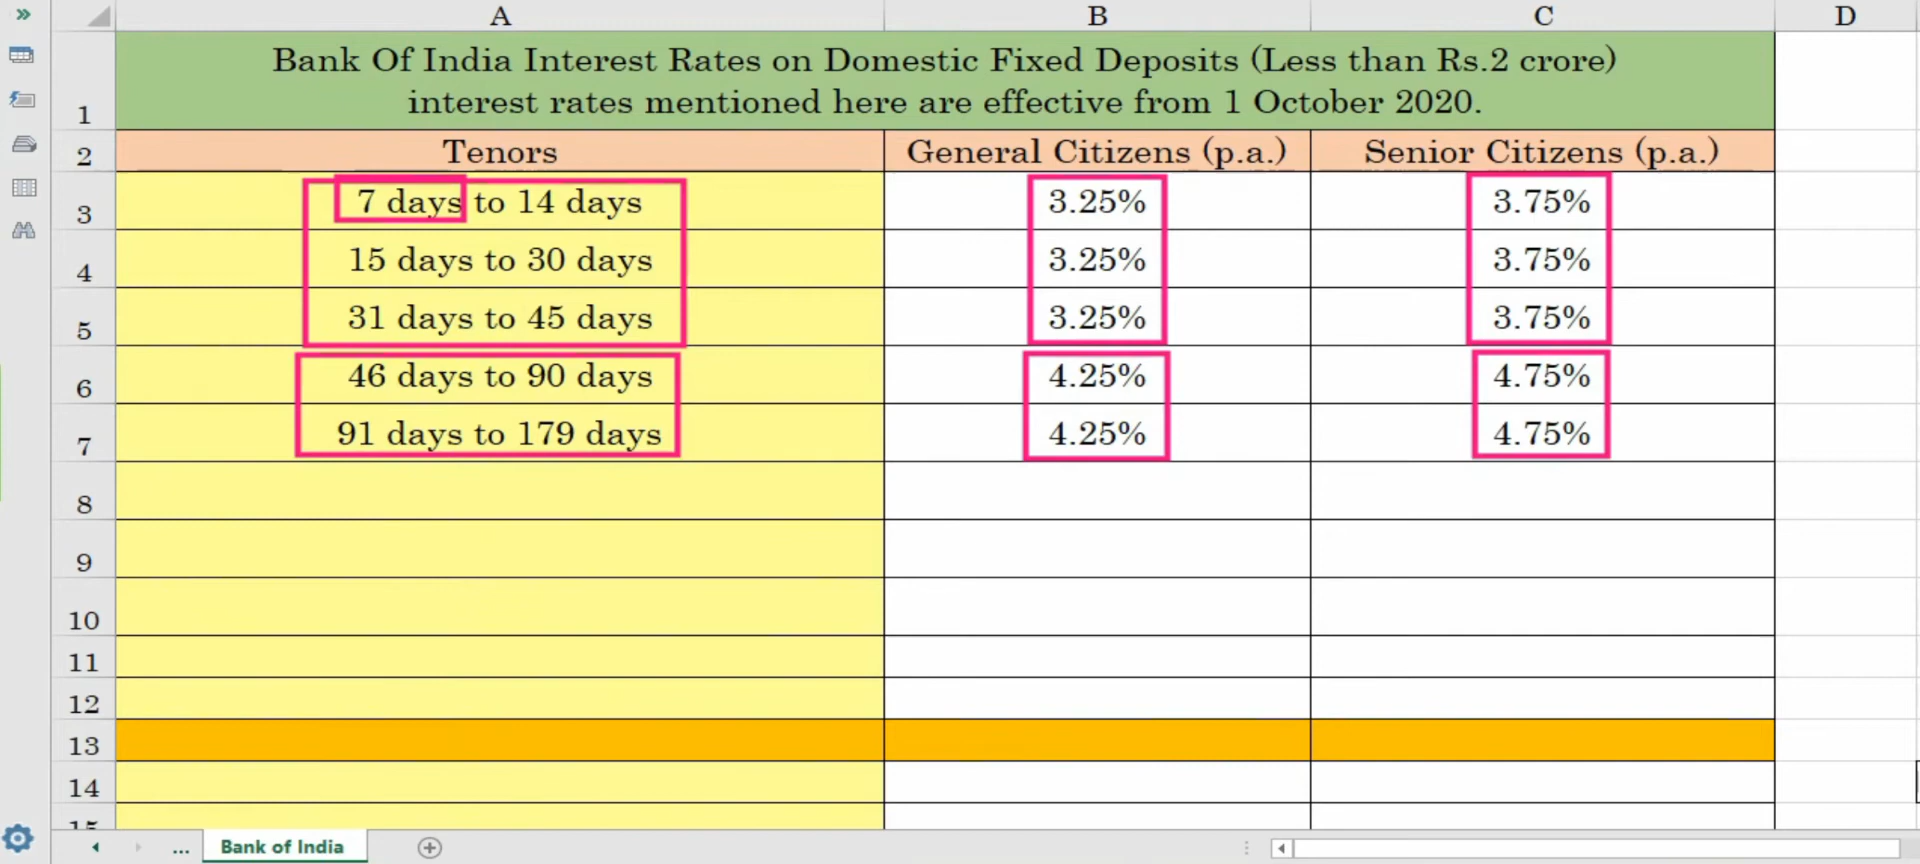 A B C D
1 Bank Of India Interest Rates on Domestic Fixed Deposits (Less than Rs.2 crore)
interest rates mentioned here are effective from 1 October 2020.
2 Tenors General Citizens (p.a.) Senior Citizens (p.a.)
3 7 days to 14 days 3.25% 3.75%
4 15 days to 30 days 3.25% 3.75%
5 31 days to 45 days 3.25% 3.75%
6 46 days to 90 days 4.25% 4.75%
7 91 days to 179 days 4.25% 4.75%
8
9
10
11
12
13
14
15
... Bank of India